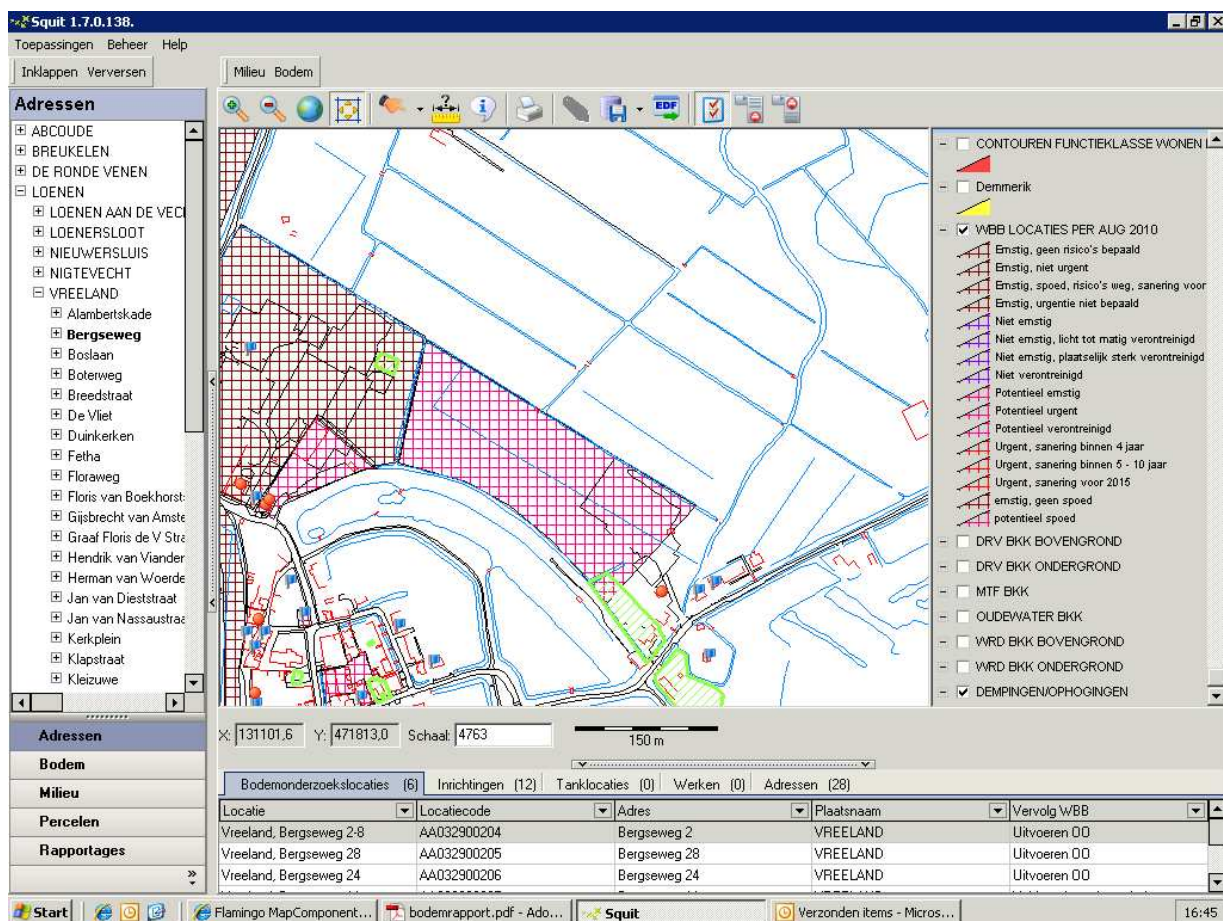 Squit 1.7.0.138.
Toepassingen Beheer Help
Inklappen Verversen
Milieu Bodem
Adressen
EDF
ABCOUDE
BREUKELEN
DE RONDE VENEN
LOENEN
LOENEN AAN DE VECH
LOENERSLOOT
NIEUWERSLUIS
NIGTEVECHT
VREELAND
Alambertskade
Bergseweg
Boslaan
Boterweg
Breedstraat
De Vliet
Duinkerken
Fetha
Floraweg
Floris van Boekhorst
Gijsbrecht van Amste
Graaf Floris de V Stra
Hendrik van Viander
Herman van Woerde
Jan van Dieststraat
Jan van Nassaustraa
Kerkplein
Klapstraat
Kleizuwe
CONTOUREN FUNCTIEKLASSE WONEN
Demmerik
WBB LOCATIES PER AUG 2010
Ernstig, geen risico's bepaald
Ernstig, niet urgent
Ernstig, spoed, risico's weg, sanering voor
Ernstig, urgentie niet bepaald
Niet ernstig
Niet ernstig, licht tot matig verontreinigd
Niet ernstig, plaatselijk sterk verontreinigd
Niet verontreinigd
Potentieel ernstig
Potentieel urgent
Potentieel verontreinigd
Urgent, sanering binnen 4 jaar
Urgent, sanering binnen 5 - 10 jaar
Urgent, sanering voor 2015
ernstig, geen spoed
potentieel spoed
DRV BKK BOVENGROND
DRV BKK ONDERGROND
MTF BKK
OUDEWATER BKK
WRD BKK BOVENGROND
WRD BKK ONDERGROND
DEMPINGEN/OPHOGINGEN
Adressen
Bodem
Milieu
Percelen
Rapportages
X: 131101,6 Y: 471813,0 Schaal: 4763
150 m
Bodemonderzoekslocaties (6) Inrichtingen (12) Tanklocaties (0) Werken (0) Adressen (28)
Locatie Locatiecode Adres Plaatsnaam Vervolg WBB
Vreeland, Bergseweg 2-8 AA032900204 Bergseweg 2 VREELAND Uitvoeren OO
Vreeland, Bergseweg 28 AA032900205 Bergseweg 28 VREELAND Uitvoeren OO
Vreeland, Bergseweg 24 AA032900206 Bergseweg 24 VREELAND Uitvoeren OO
Start Flamingo MapComponent... bodemrapport.pdf - Ado... Squit Verzonden items - Micros... 16:45